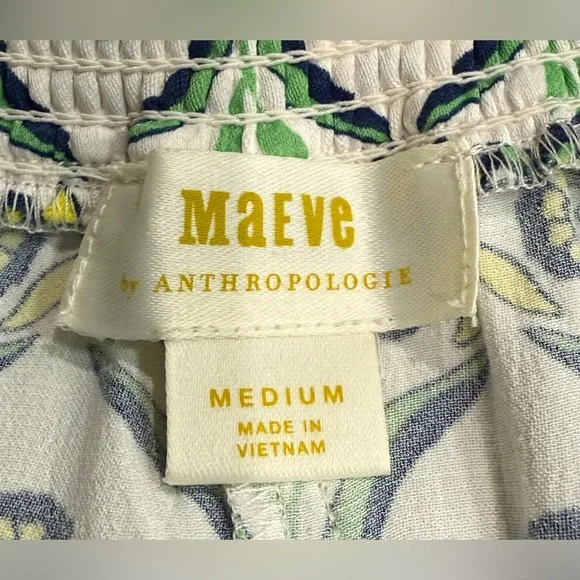 MaEVe
by ANTHROPOLOGIE
MEDIUM
MADE IN
VIETNAM